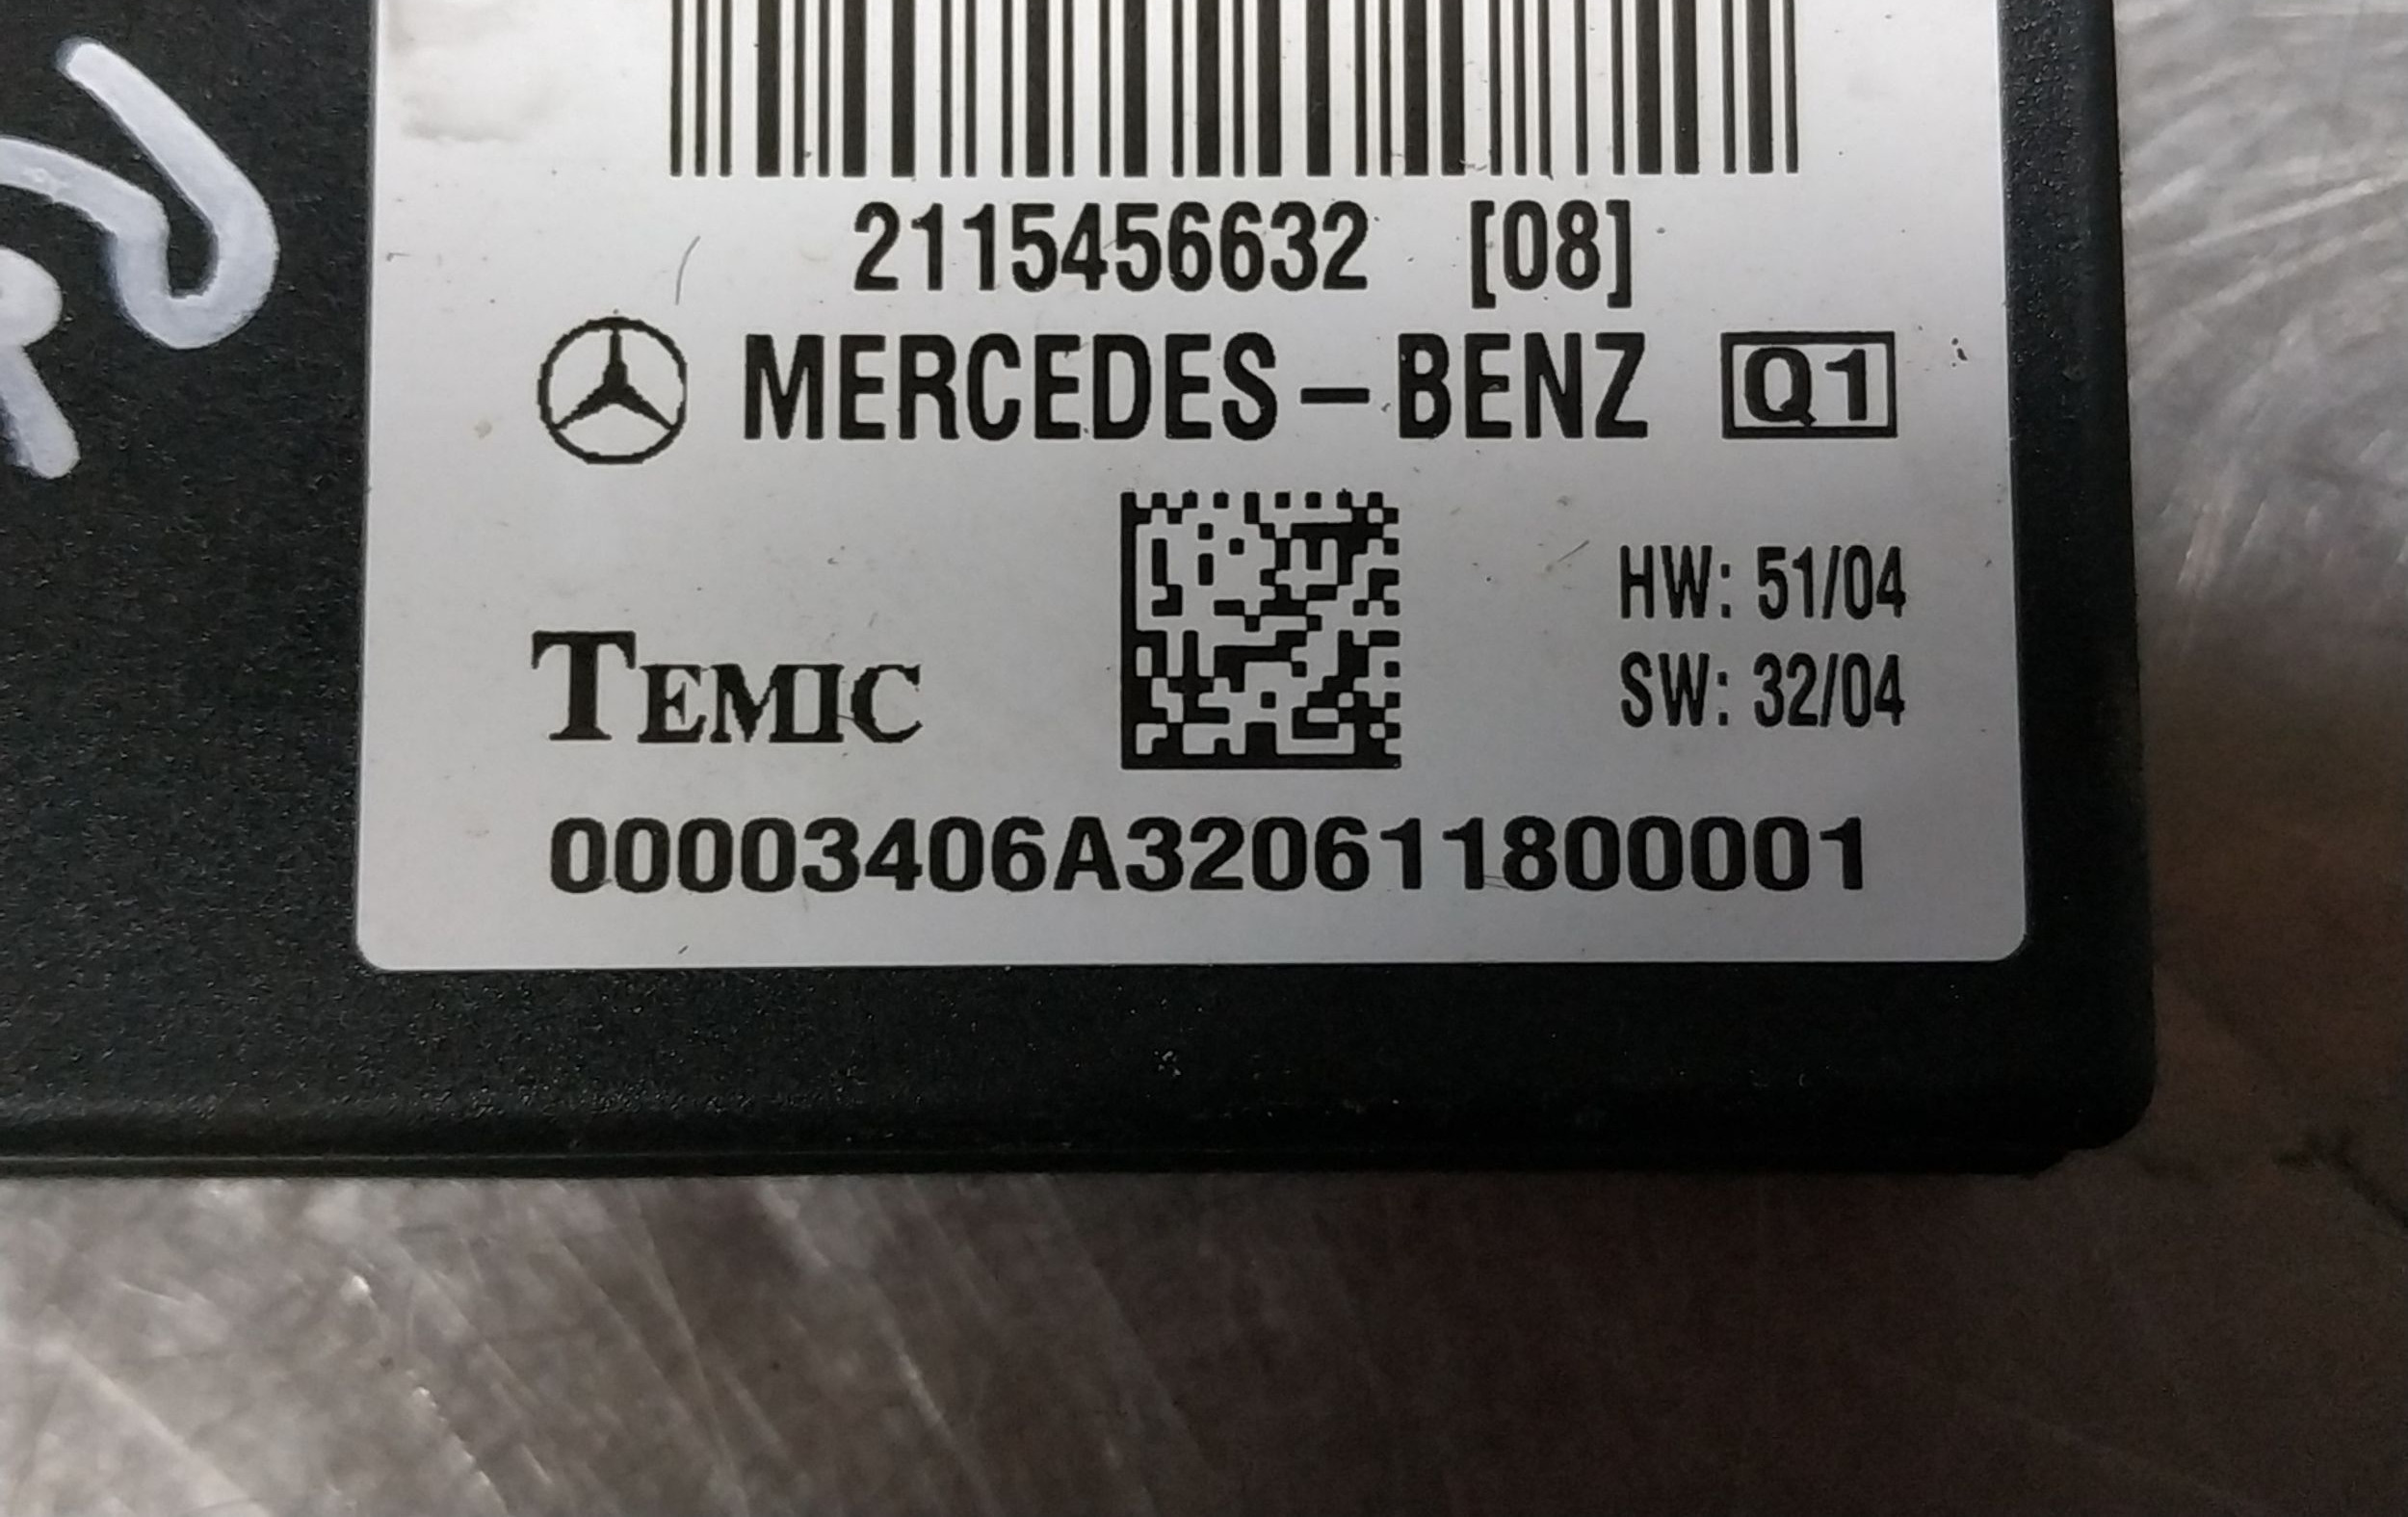 2115456632 [08]
MERCEDES-BENZ Q1
HW: 51/04
SW: 32/04
TEMIC
00003406A320611800001
R